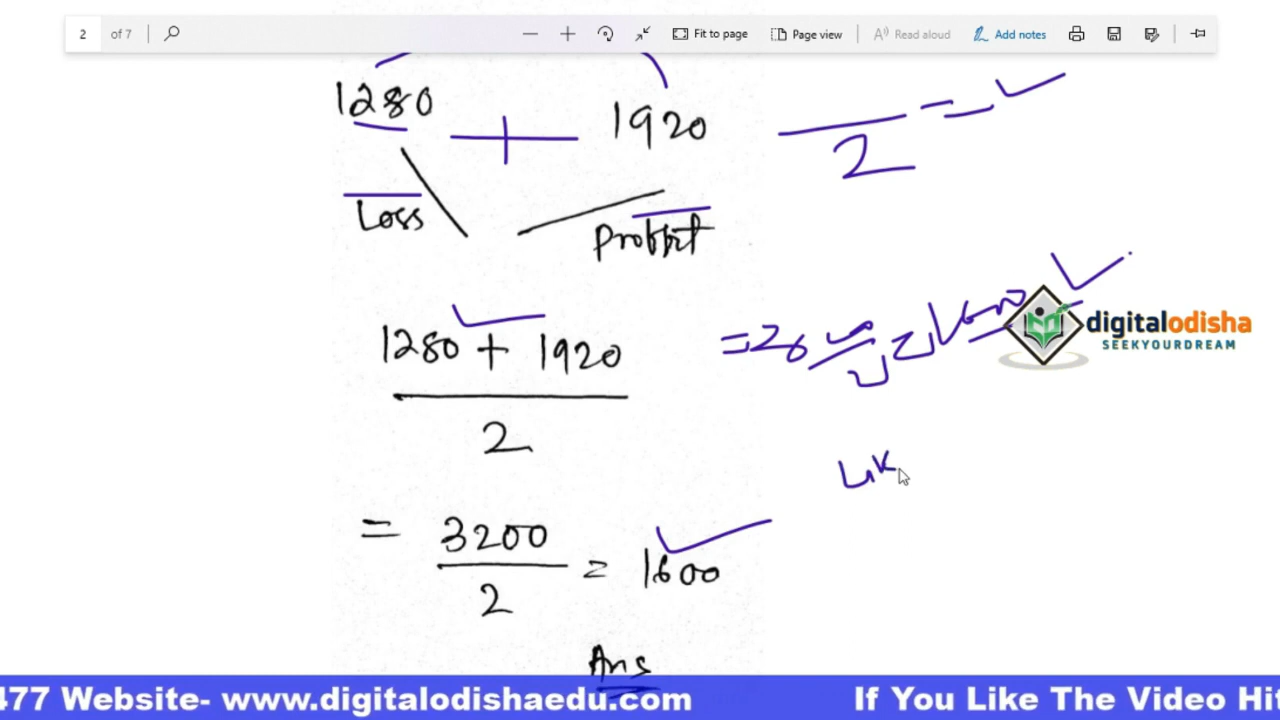 2 of 7 Fit to page Page view Read aloud Add notes
1280 + 1920
2 =
Loss Profit
1280 + 1920
2
digitalodisha
SEEKYOURDREAM
LIK
= 3200 = 1600
2
Ans
477 Website- www.digitalodishaedu.com If You Like The Video Hit